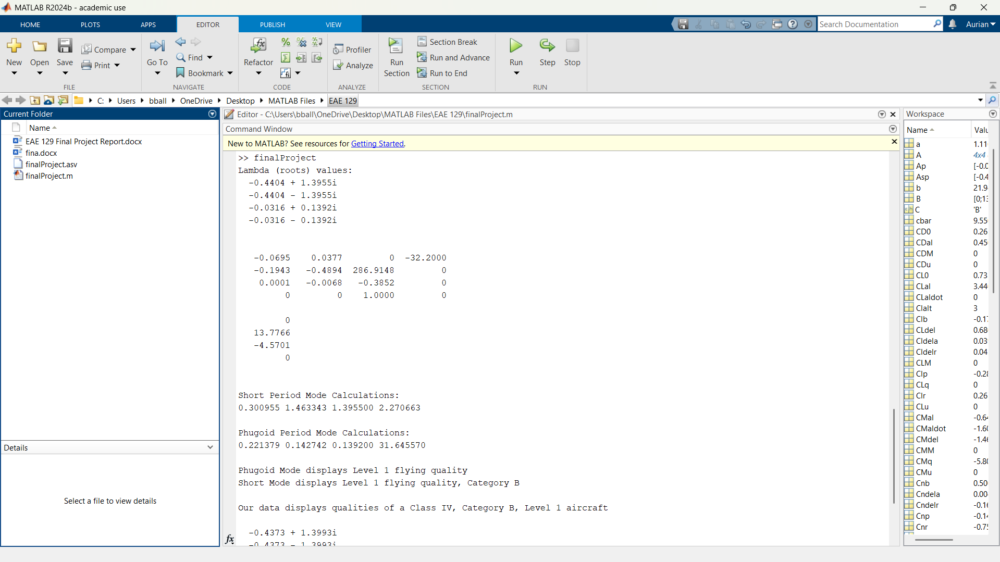 MATLAB R2024b - academic use
HOME PLOTS APPS EDITOR PUBLISH VIEW
Search Documentation
Aurian
New Open Save Compare Print
Go To Find Bookmark
Refactor
Profiler Analyze
Run Section
Section Break
Run and Advance
Run to End
Run Step Stop
FILE NAVIGATE CODE ANALYZE SECTION RUN
C: Users bball OneDrive Desktop MATLAB Files EAE 129
Current Folder
Name
EAE 129 Final Project Report.docx
fina.docx
finalProject.asv
finalProject.m
Details
Select a file to view details
Editor - C:\Users\bball\OneDrive\Desktop\MATLAB Files\EAE 129\finalProject.m
Command Window
New to MATLAB? See resources for Getting Started.
>> finalProject
Lambda (roots) values:
-0.4404 + 1.3955i
-0.4404 - 1.3955i
-0.0316 + 0.1392i
-0.0316 - 0.1392i
-0.0695 0.0377 0 -32.2000
-0.1943 -0.4894 286.9148 0
0.0001 -0.0068 -0.3852 0
0 0 1.0000 0
0
13.7766
-4.5701
0
Short Period Mode Calculations:
0.300955 1.463343 1.395500 2.270663
Phugoid Period Mode Calculations:
0.221379 0.142742 0.139200 31.645570
Phugoid Mode displays Level 1 flying quality
Short Mode displays Level 1 flying quality, Category B
Our data displays qualities of a Class IV, Category B, Level 1 aircraft
-0.4373 + 1.3993i
-0.4373 - 1.3993i
fx
Workspace
Name Valu
a 1.11
A 4x4
Ap [-0.0
Asp [-0.4
b 21.9
B [0;13
C 'B'
cbar 9.55
CD0 0.26
CDal 0.45
CDM 0
CDu 0
CL0 0.73
CLal 3.44
CLaldot 0
Clalt 3
Clb -0.17
CLdel 0.68
Cldela 0.03
Cldelr 0.04
CLM 0
Clp -0.28
CLq 0
Clr 0.26
CLu 0
CMal -0.64
CMaldot -1.60
CMdel -1.46
CMM 0
CMq -5.80
CMu 0
Cnb 0.50
Cndela 0.00
Cndelr -0.16
Cnp -0.14
Cnr -0.75